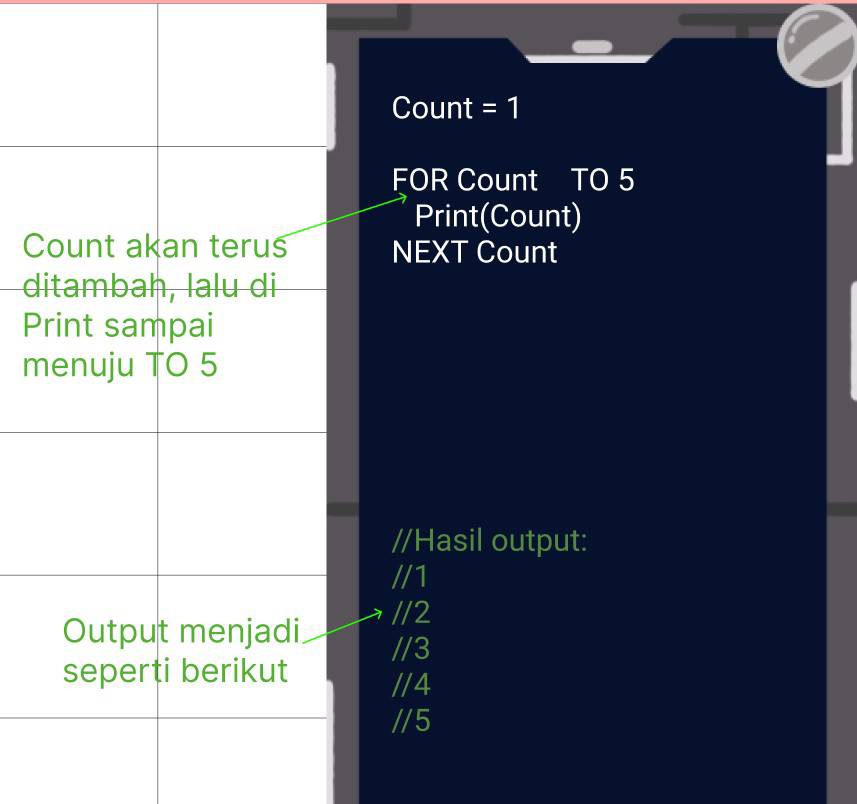 Count = 1
FOR Count TO 5
Print(Count)
NEXT Count
Count akan terus
ditambah, lalu di
Print sampai
menuju TO 5
//Hasil output:
//1
//2
//3
//4
//5
Output menjadi
seperti berikut